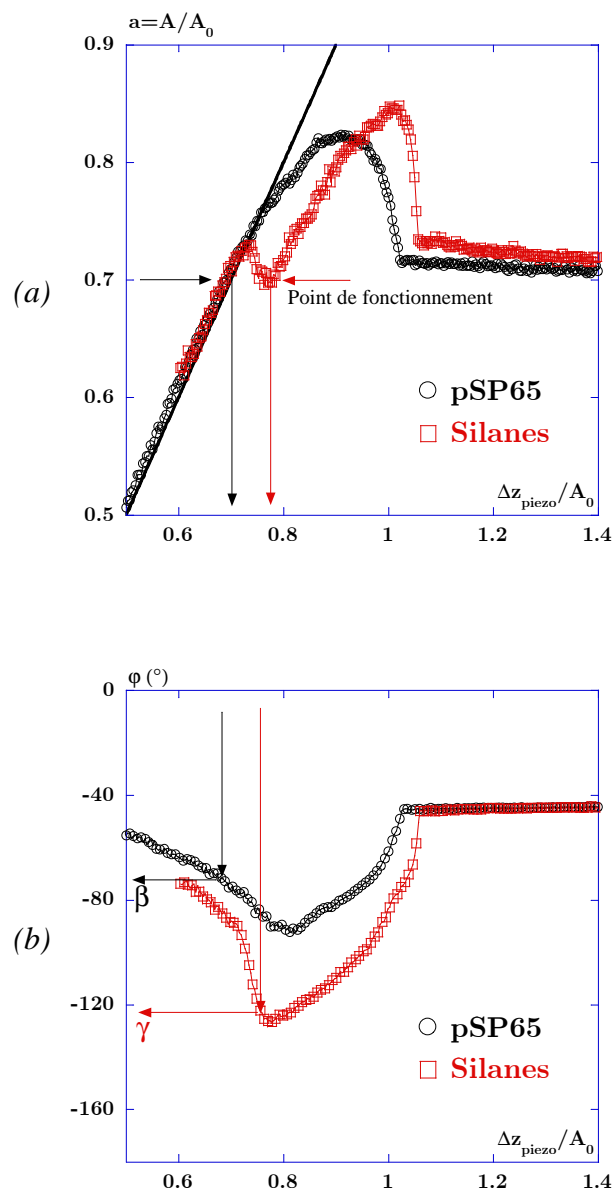 a=A/A₀
0.9
0.8
(a)
0.7
Point de fonctionnement
pSP65
0.6
Silanes
Δz_piezo/A₀
0.5
0.6 0.8 1 1.2 1.4
φ (°)
0
-40
β
-80
(b)
-120
γ
pSP65
Silanes
-160
Δz_piezo/A₀
0.6 0.8 1 1.2 1.4